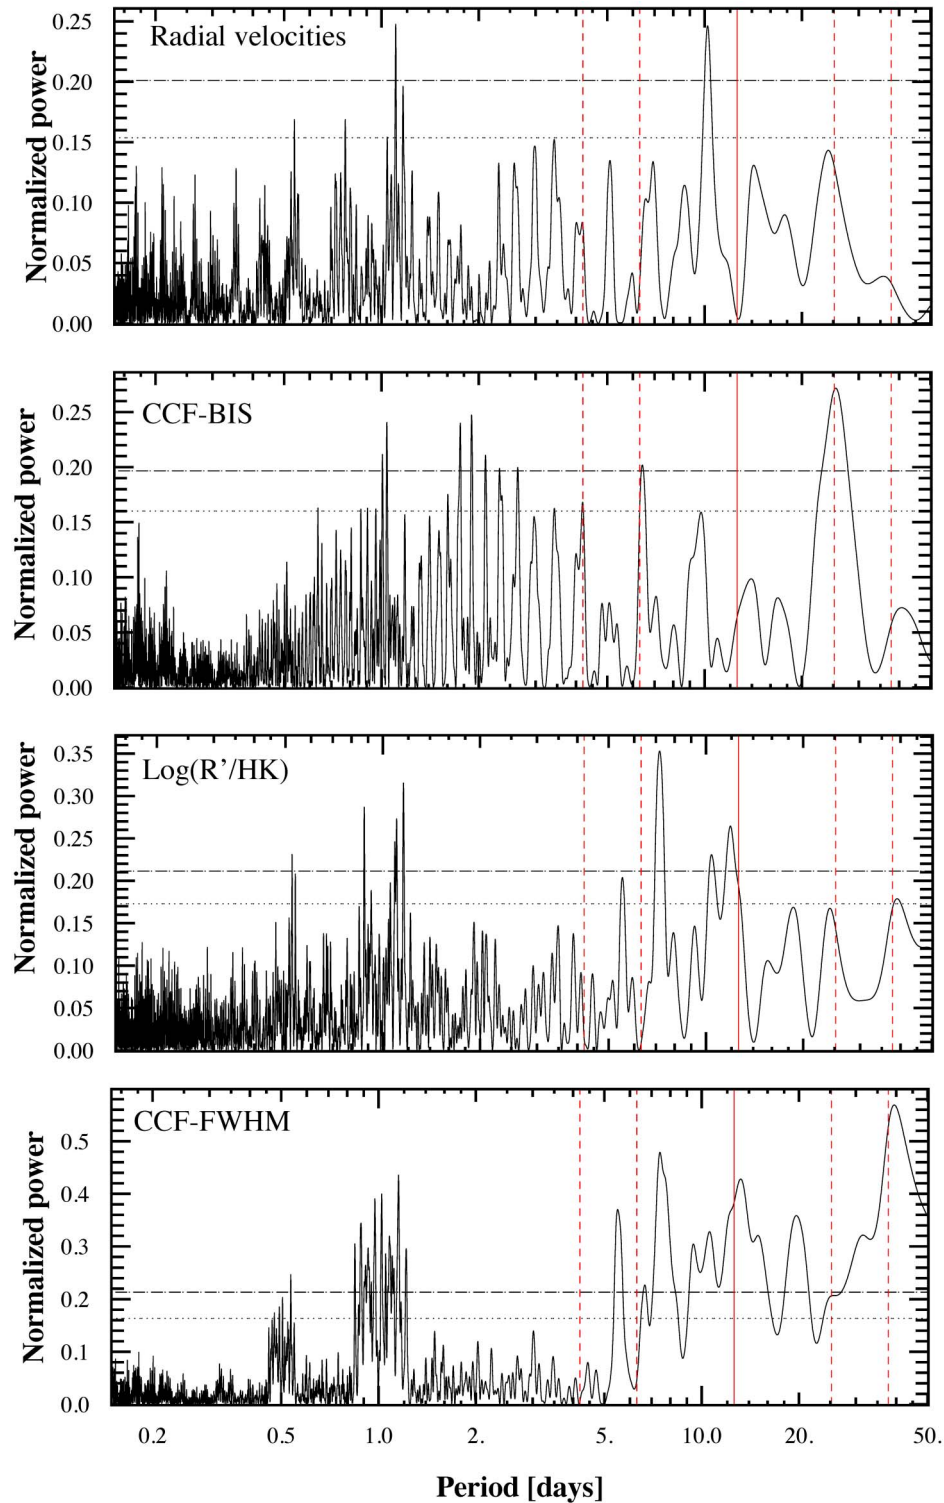 Radial velocities
Normalized power
0.25
0.20
0.15
0.10
0.05
0.00
CCF-BIS
Normalized power
0.25
0.20
0.15
0.10
0.05
0.00
Log(R'/HK)
Normalized power
0.35
0.30
0.25
0.20
0.15
0.10
0.05
0.00
CCF-FWHM
Normalized power
0.5
0.4
0.3
0.2
0.1
0.0
0.2 0.5 1.0 2. 5. 10.0 20. 50.
Period [days]